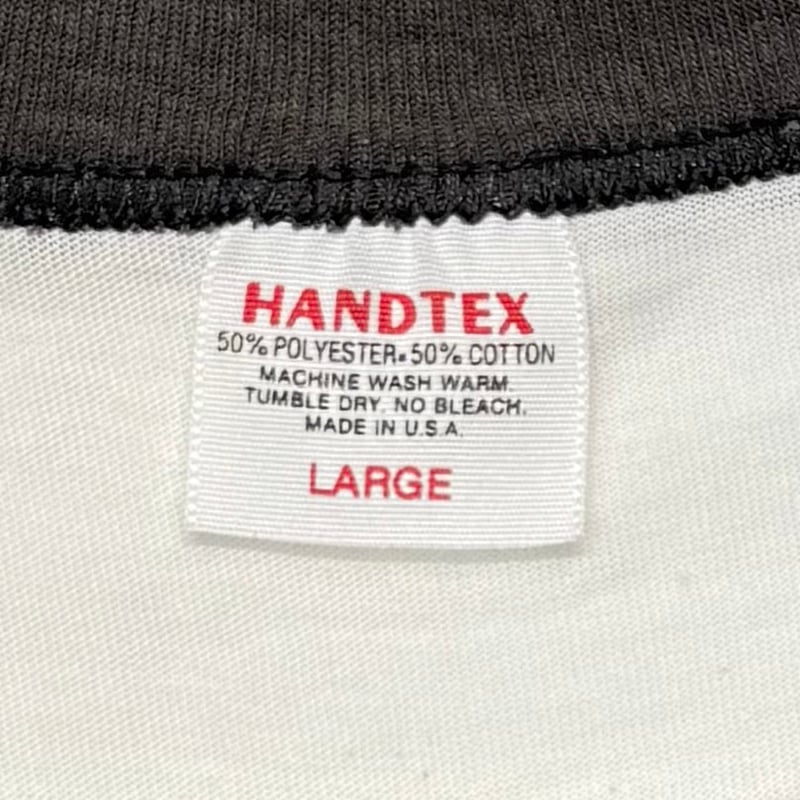 HANDTEX
50% POLYESTER•50% COTTON
MACHINE WASH WARM.
TUMBLE DRY. NO BLEACH.
MADE IN U.S.A.
LARGE